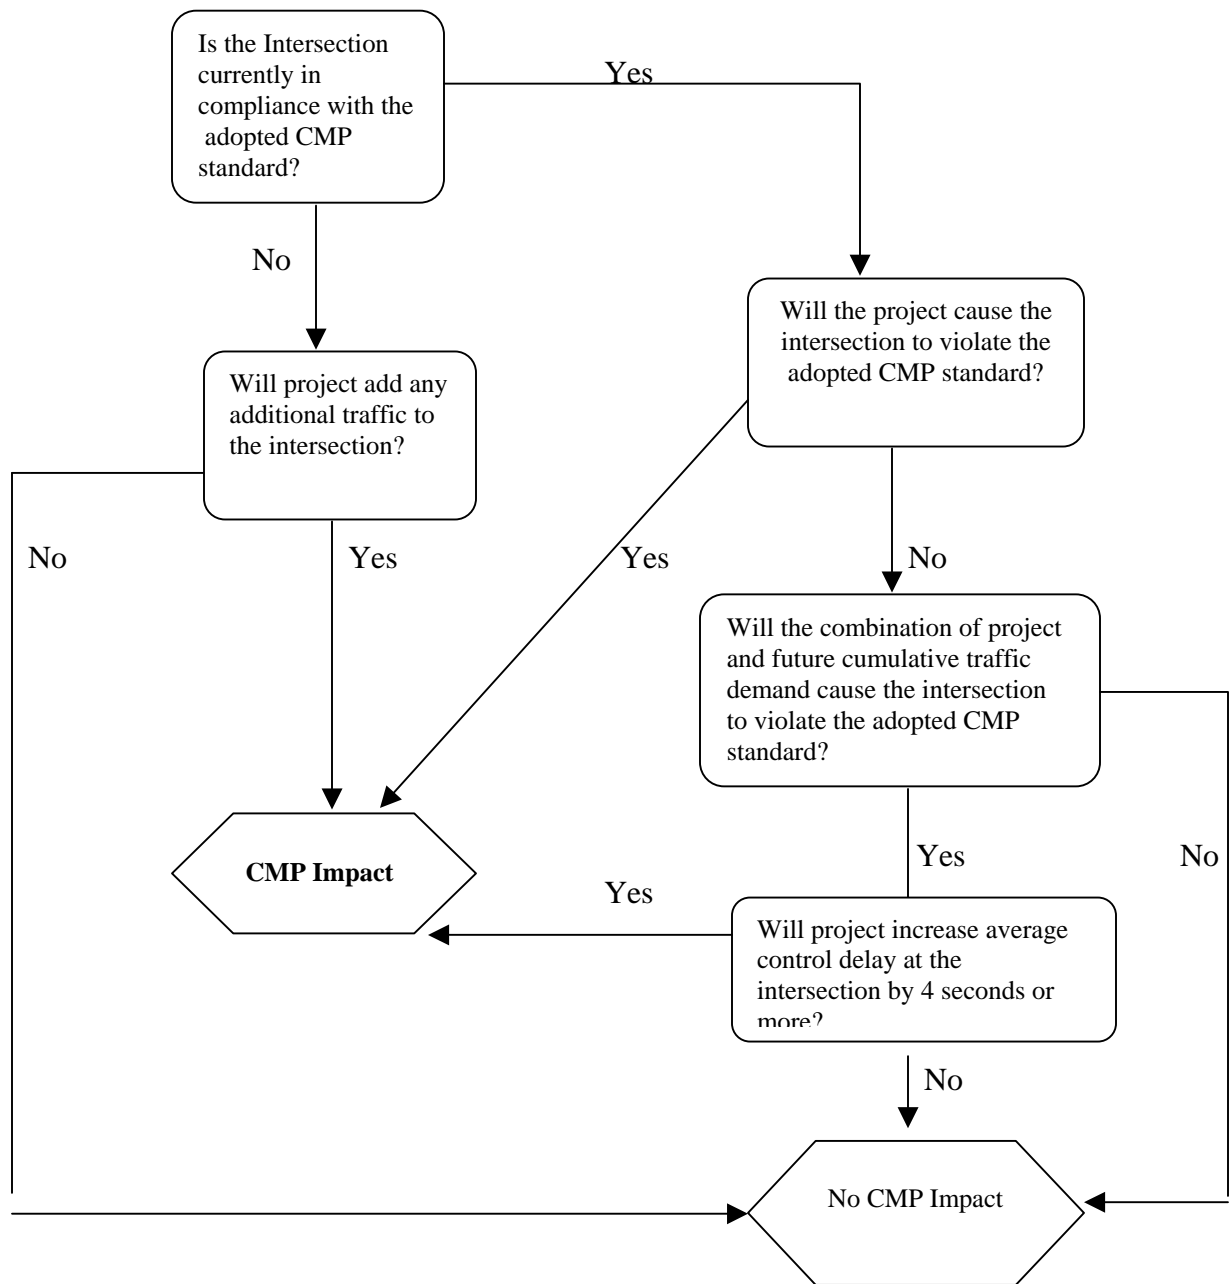 Is the Intersection
currently in
compliance with the
adopted CMP
standard?
Yes
No
Will the project cause the
intersection to violate the
adopted CMP standard?
Will project add any
additional traffic to
the intersection?
No
Yes
Yes
No
Will the combination of project
and future cumulative traffic
demand cause the intersection
to violate the adopted CMP
standard?
CMP Impact
Yes
Yes
No
Will project increase average
control delay at the
intersection by 4 seconds or
more?
No
No CMP Impact